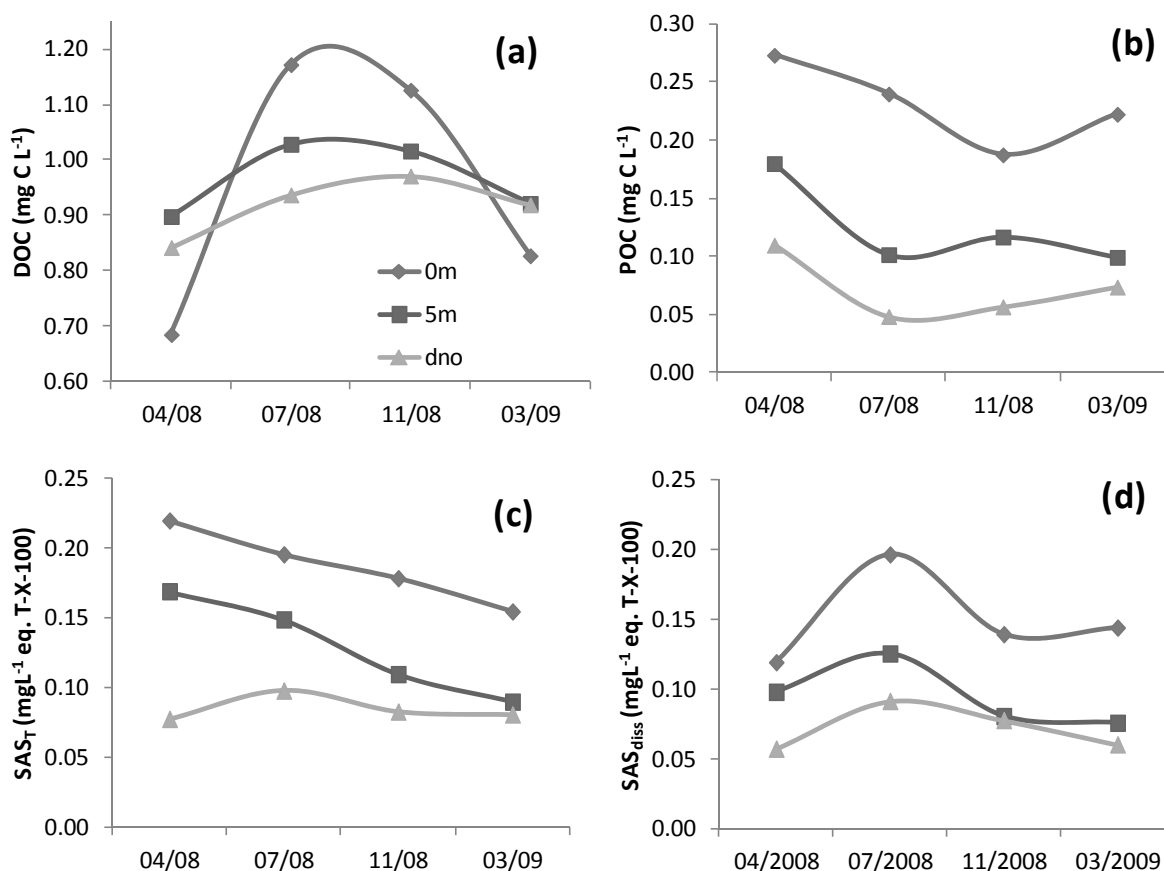 (a)
DOC (mg C L-1)
1.20
1.10
1.00
0.90
0.80
0.70
0.60
0m
5m
dno
04/08 07/08 11/08 03/09
(b)
POC (mg C L-1)
0.30
0.25
0.20
0.15
0.10
0.05
0.00
04/08 07/08 11/08 03/09
(c)
SAST (mgL-1 eq. T-X-100)
0.25
0.20
0.15
0.10
0.05
0.00
04/08 07/08 11/08 03/09
(d)
SASdiss (mgL-1 eq. T-X-100)
0.25
0.20
0.15
0.10
0.05
0.00
04/2008 07/2008 11/2008 03/2009